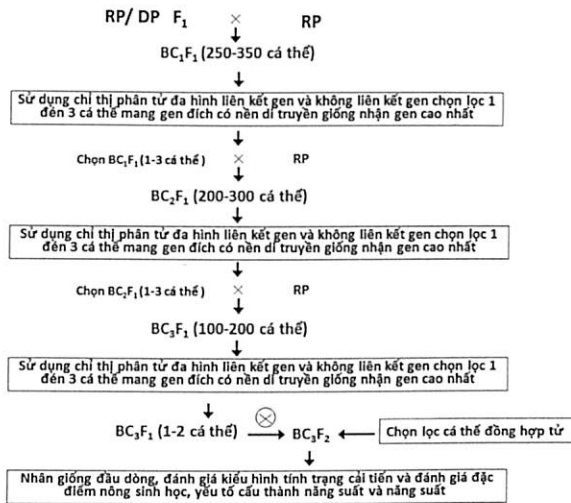 RP/ DP F₁ × RP
BC₁F₁ (250-350 cá thể)
Sử dụng chỉ thị phân tử đa hình liên kết gen và không liên kết gen chọn lọc 1
đến 3 cá thể mang gen đích có nền di truyền giống nhận gen cao nhất
Chọn BC₁F₁ (1-3 cá thể ) × RP
BC₂F₁ (200-300 cá thể)
Sử dụng chỉ thị phân tử đa hình liên kết gen và không liên kết gen chọn lọc 1
đến 3 cá thể mang gen đích có nền di truyền giống nhận gen cao nhất
Chọn BC₂F₁ (1-3 cá thể ) × RP
BC₃F₁ (100-200 cá thể)
Sử dụng chỉ thị phân tử đa hình liên kết gen và không liên kết gen chọn lọc 1
đến 3 cá thể mang gen đích có nền di truyền giống nhận gen cao nhất
BC₃F₁ (1-2 cá thể) ⊗ BC₃F₂ Chọn lọc cá thể đồng hợp tử
Nhân giống đầu dòng, đánh giá kiểu hình tính trạng cải tiến và đánh giá đặc
điểm nông sinh học, yếu tố cấu thành năng suất và năng suất